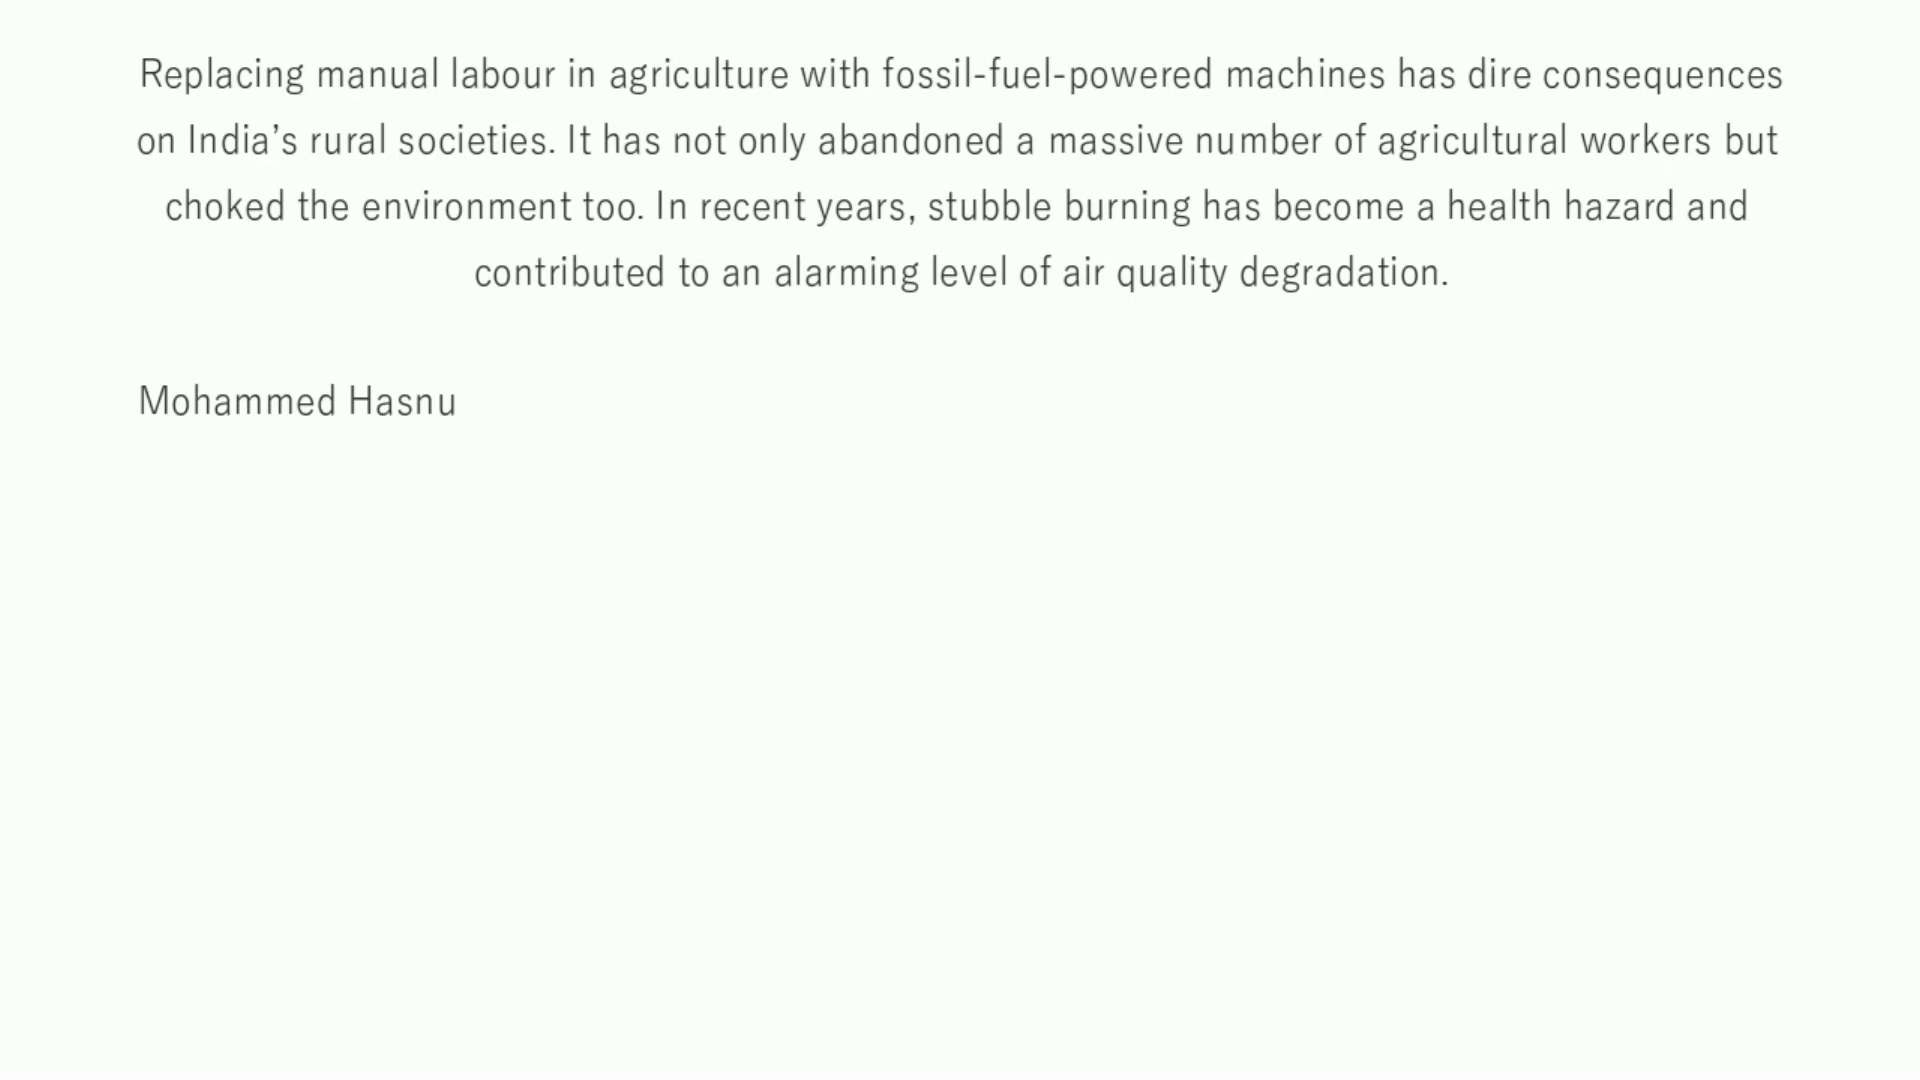 Replacing manual labour in agriculture with fossil-fuel-powered machines has dire consequences
on India’s rural societies. It has not only abandoned a massive number of agricultural workers but
choked the environment too. In recent years, stubble burning has become a health hazard and
contributed to an alarming level of air quality degradation.
Mohammed Hasnu